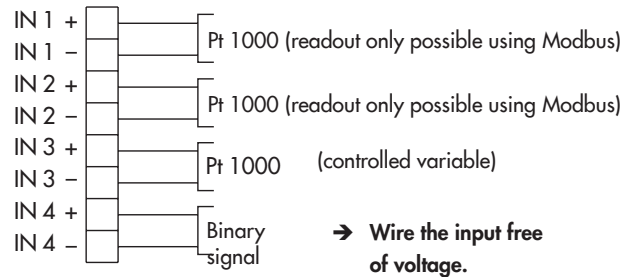 IN 1 +
Pt 1000 (readout only possible using Modbus)
IN 1 –
IN 2 +
Pt 1000 (readout only possible using Modbus)
IN 2 –
IN 3 +
Pt 1000 (controlled variable)
IN 3 –
IN 4 +
Binary ➔ Wire the input free
IN 4 –
signal
of voltage.